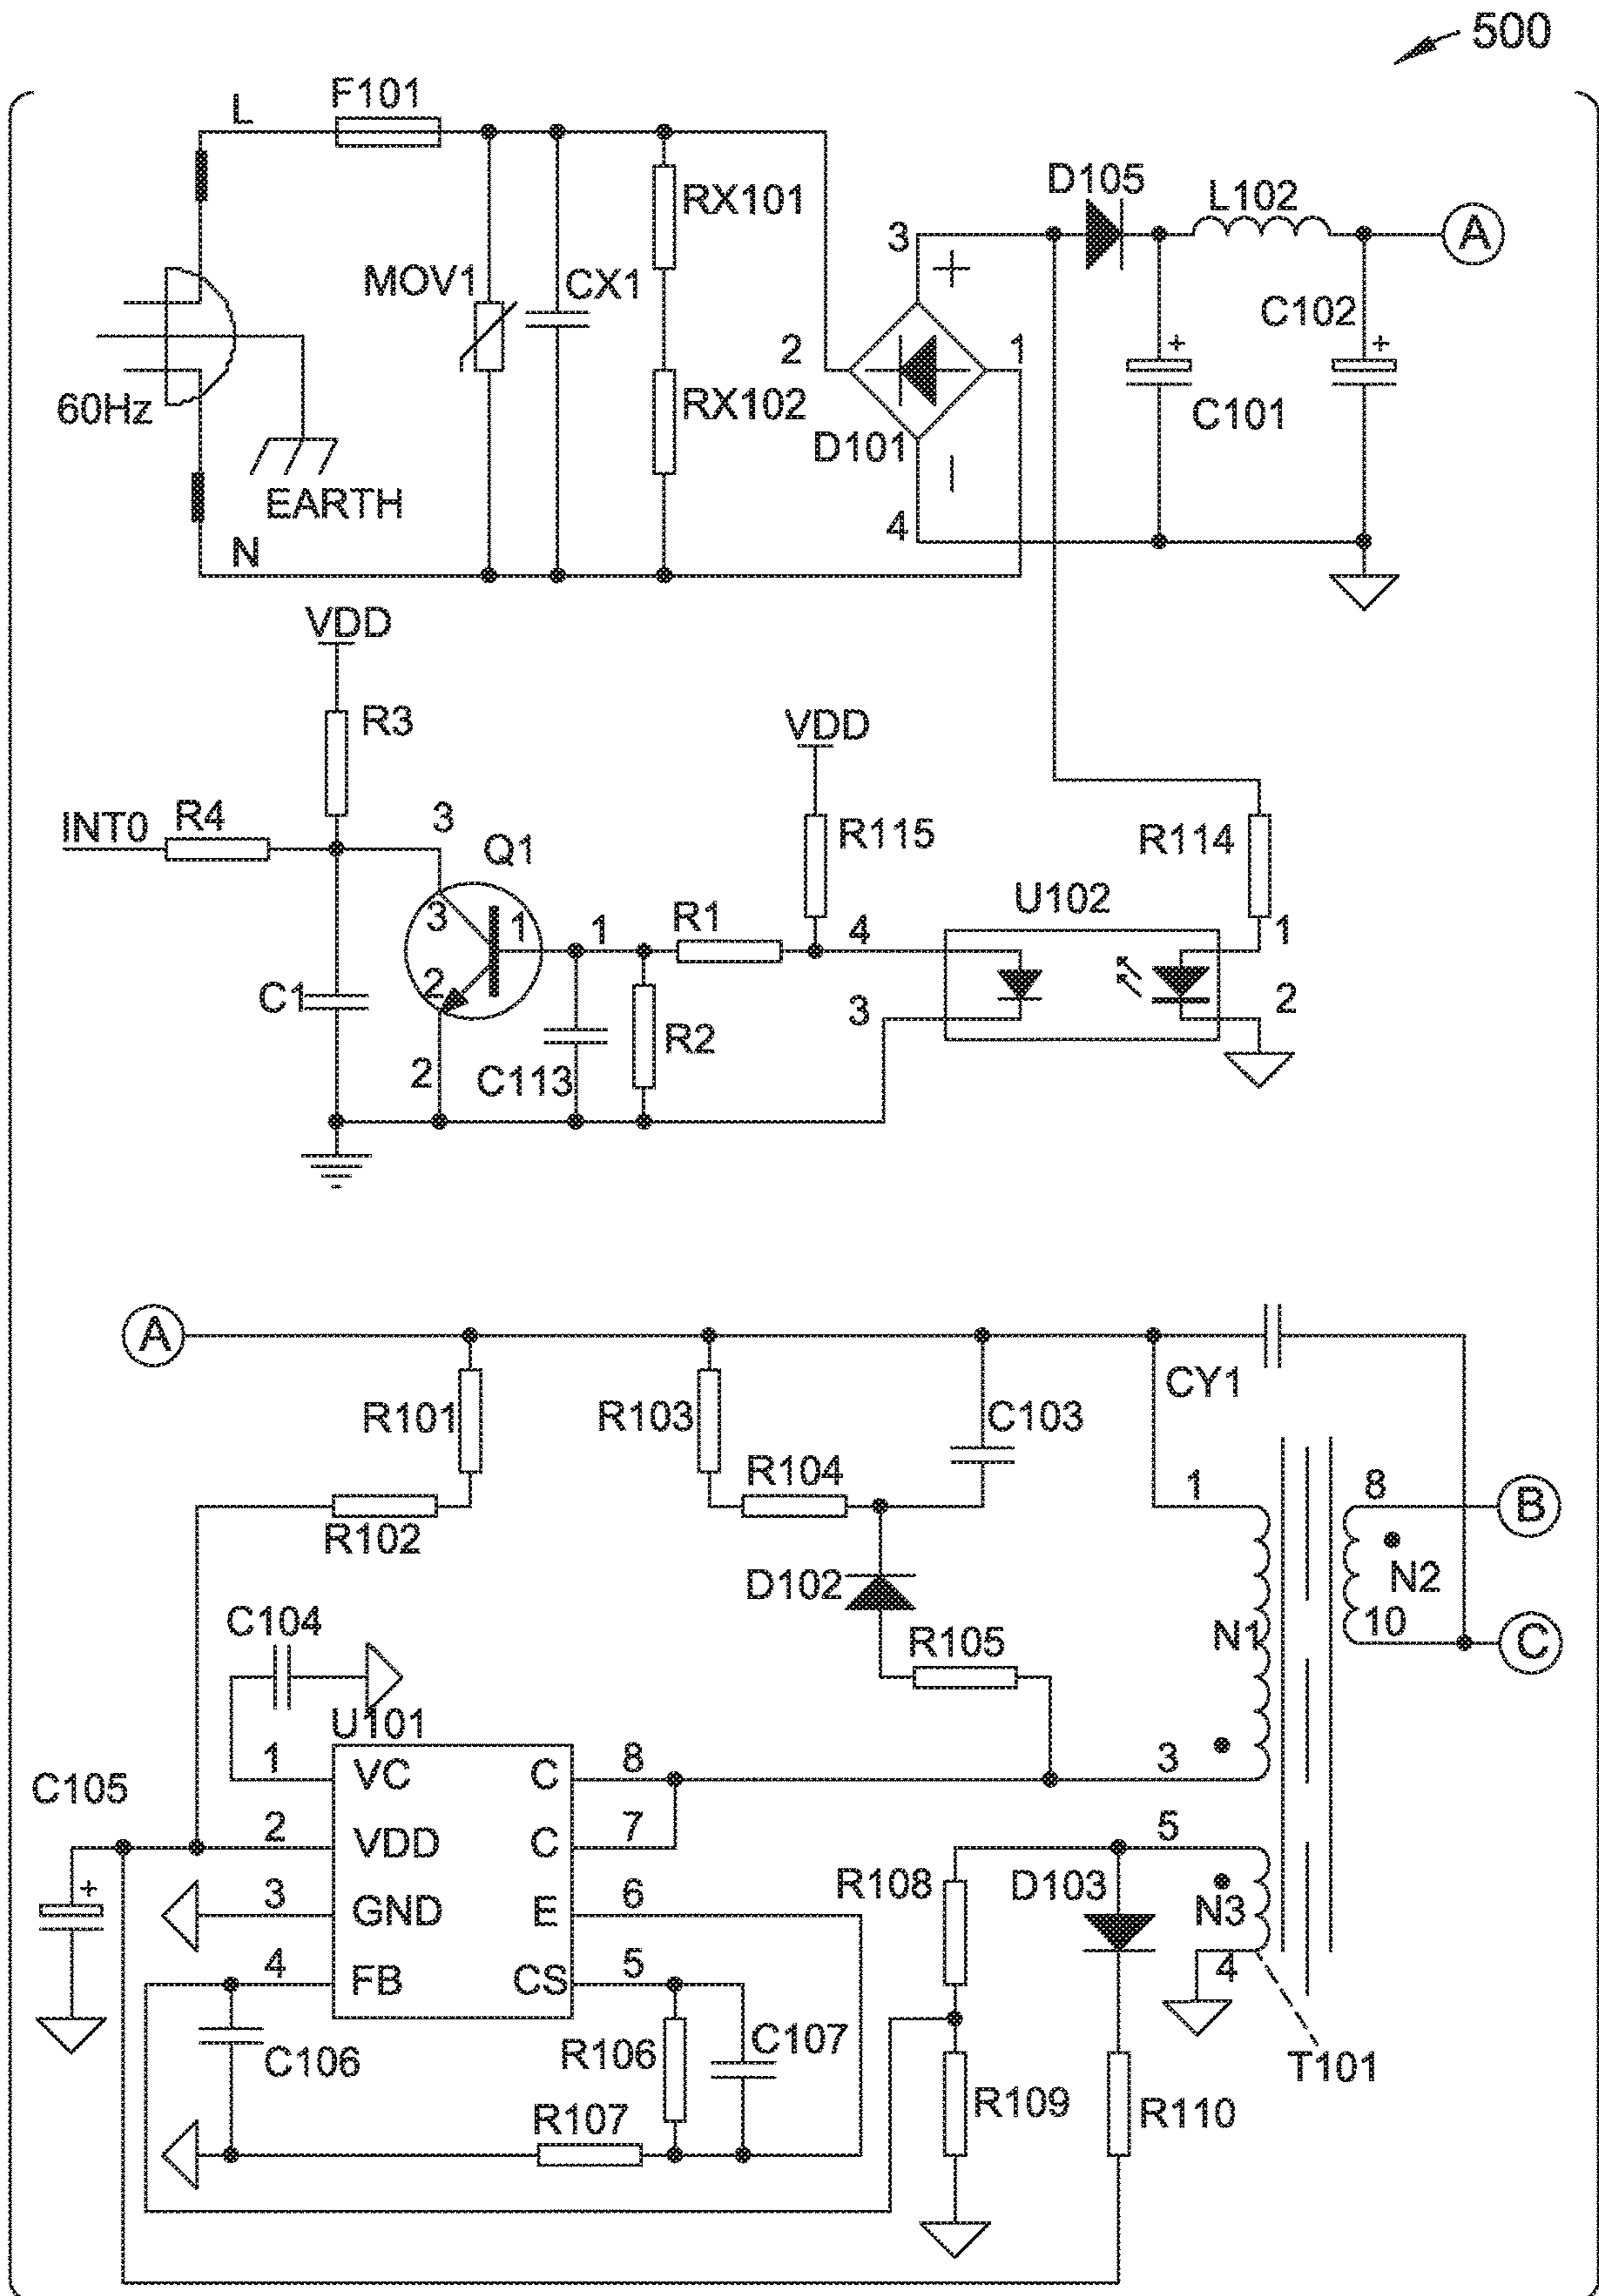 500
L
F101
MOV1
CX1
RX101
RX102
60Hz
EARTH
N
D101
2
3
+
1
4
−
D105
L102
A
+
C101
+
C102
VDD
R3
INT0
R4
3
Q1
3
1
2
2
C1
1
C113
R2
R1
VDD
R115
4
3
U102
R114
1
2
A
R101
R102
R103
R104
C103
CY1
D102
R105
1
N1
3
8
N2
10
B
C
C104
U101
C105
+
1
VC
2
VDD
3
GND
4
FB
C
8
C
7
E
6
CS
5
C106
R106
C107
R107
R108
R109
D103
R110
5
N3
4
T101